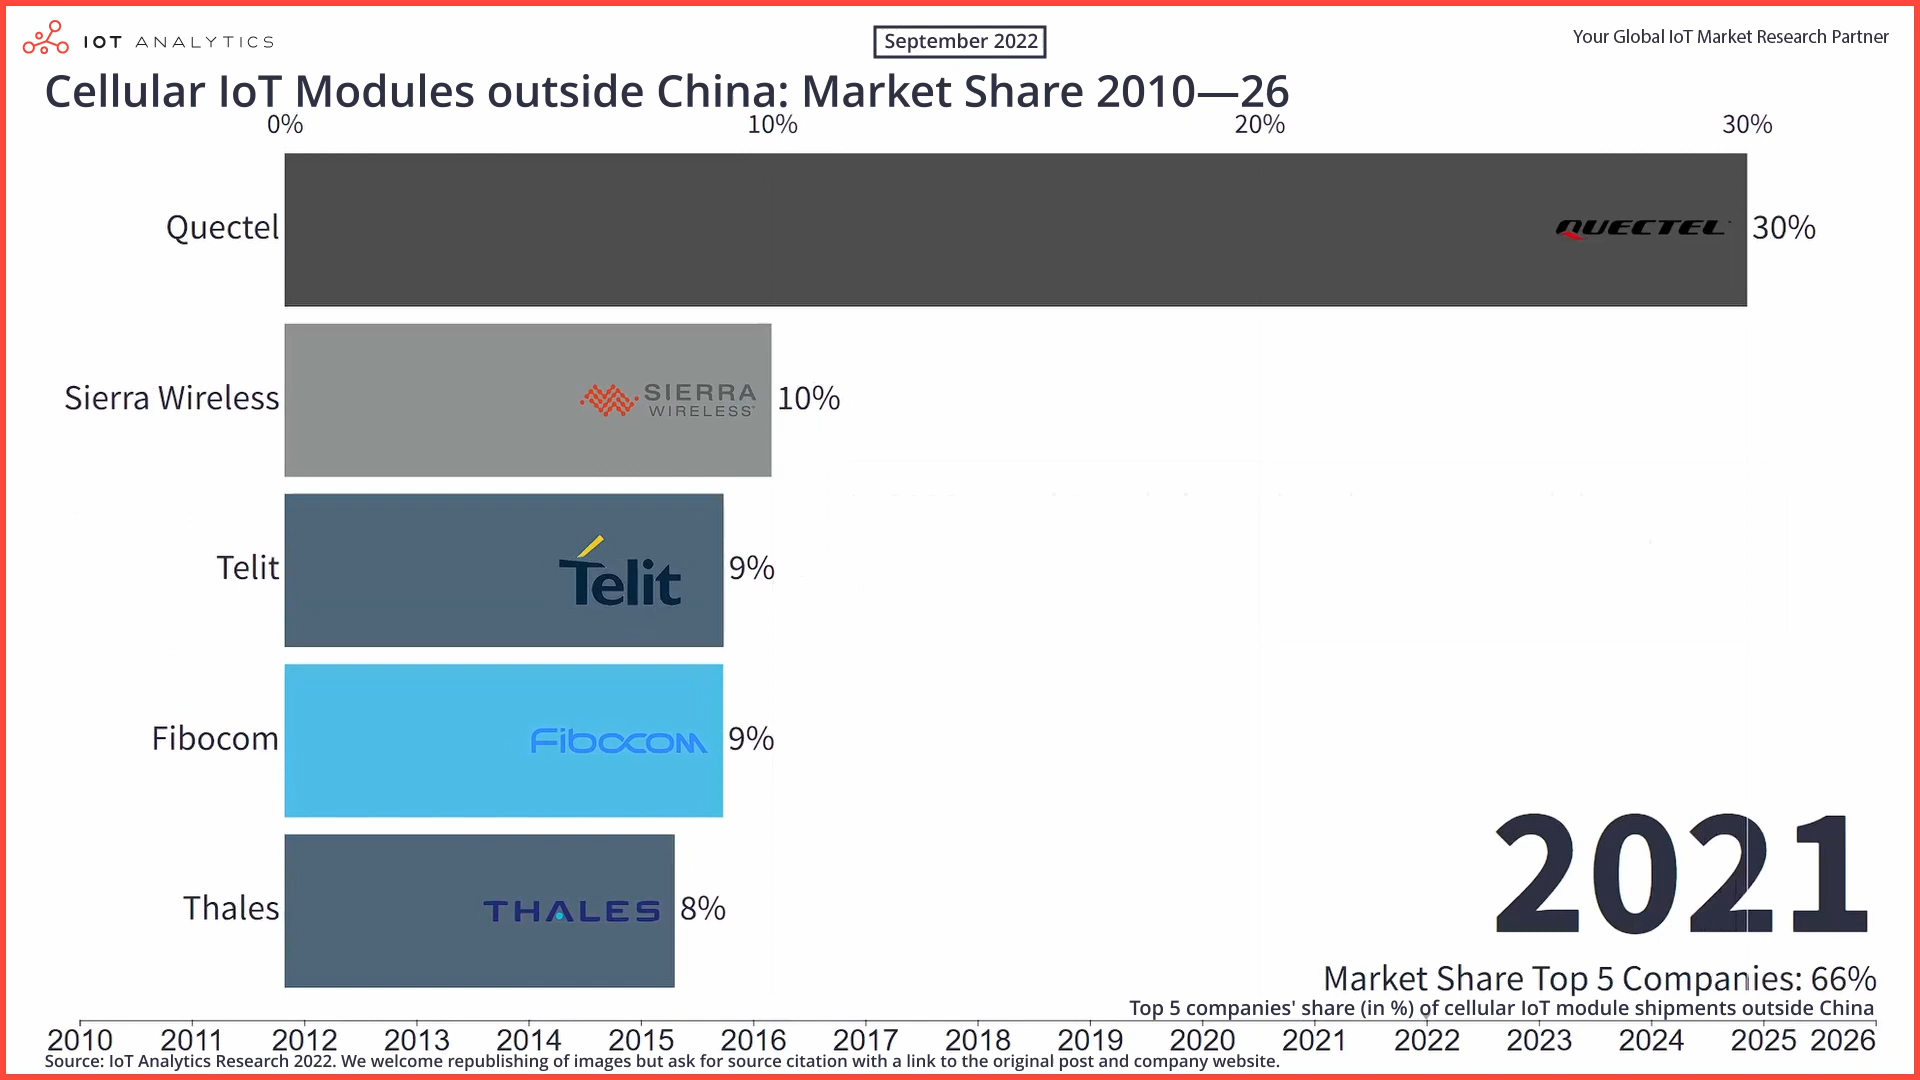 IOT ANALYTICS
September 2022
Your Global IoT Market Research Partner
Cellular IoT Modules outside China: Market Share 2010—26
0% 10% 20% 30%
Quectel QUECTEL 30%
Sierra Wireless SIERRA WIRELESS 10%
Telit Telit 9%
Fibocom Fibocom 9%
Thales THALES 8%
2021
Market Share Top 5 Companies: 66%
Top 5 companies' share (in %) of cellular IoT module shipments outside China
2010 2011 2012 2013 2014 2015 2016 2017 2018 2019 2020 2021 2022 2023 2024 2025 2026
Source: IoT Analytics Research 2022. We welcome republishing of images but ask for source citation with a link to the original post and company website.